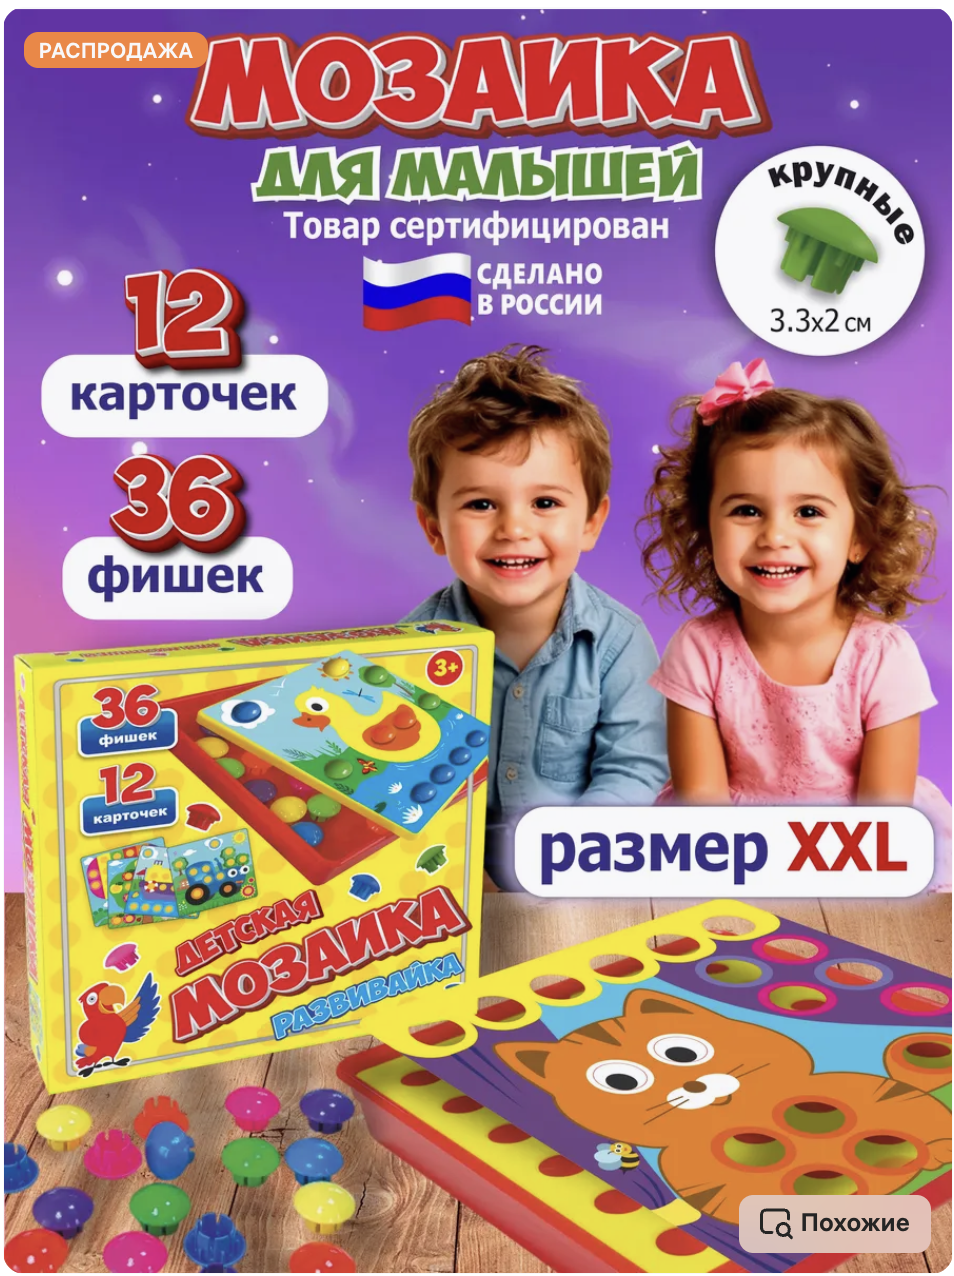 РАСПРОДАЖА
МОЗАИКА
ДЛЯ МАЛЫШЕЙ
Товар сертифицирован
СДЕЛАНО
В РОССИИ
крупные
3.3х2 см
12
карточек
36
фишек
3+
36
фишек
12
карточек
ДЕТСКАЯ
МОЗАИКА
РАЗВИВАЙКА
размер XXL
Похожие